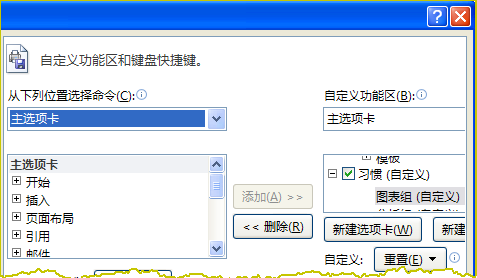 自定义功能区和键盘快捷键。
从下列位置选择命令(C):
自定义功能区(B):
主选项卡
主选项卡
主选项卡
开始
插入
页面布局
引用
邮件
添加(A) >>
<< 删除(R)
模板
习惯 (自定义)
图表组 (自定义)
新建选项卡(W)
新建
自定义:
重置(E)